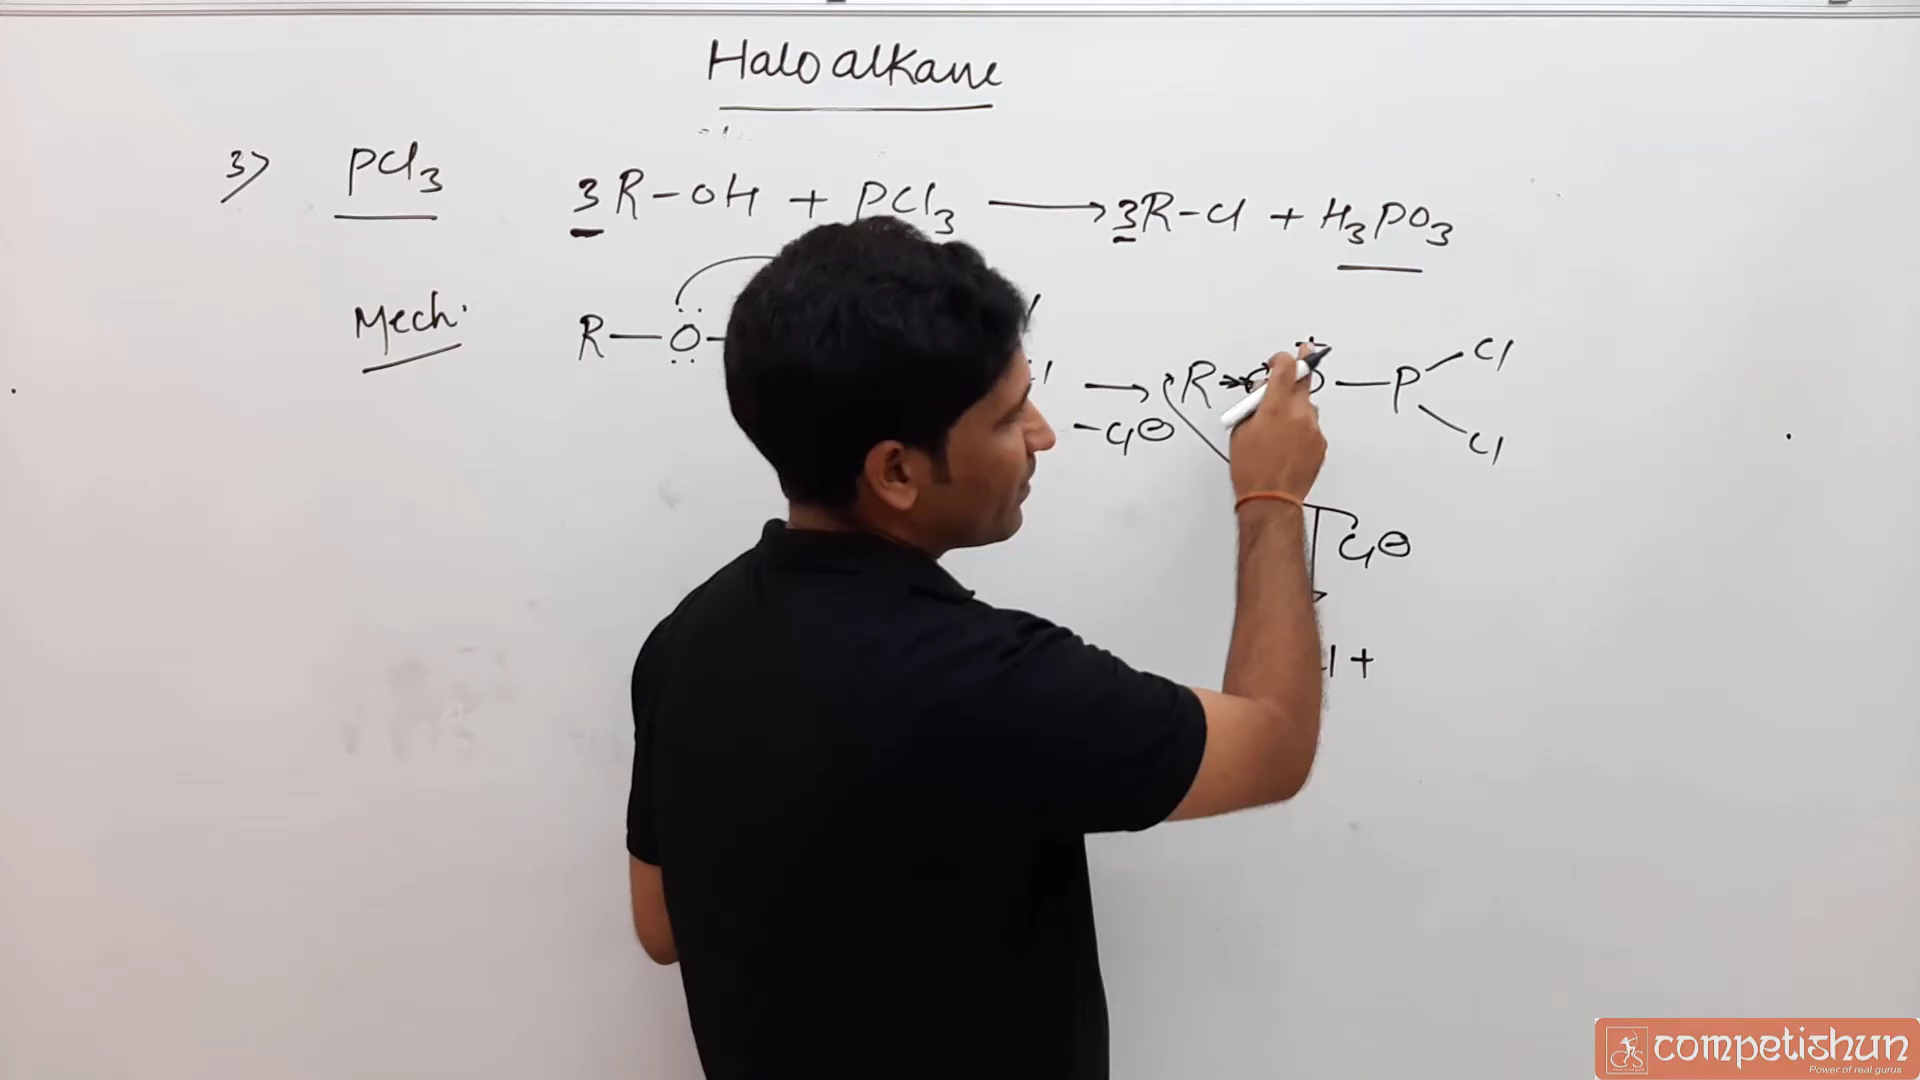 Haloalkane
3) PCl3 3R-OH + PCl3 ⟶ 3R-Cl + H3PO3
Mech. R—O—
⟶ R O—P Cl
-Cl⊖ Cl
Cl⊖
l +
competishun
Power of real gurus